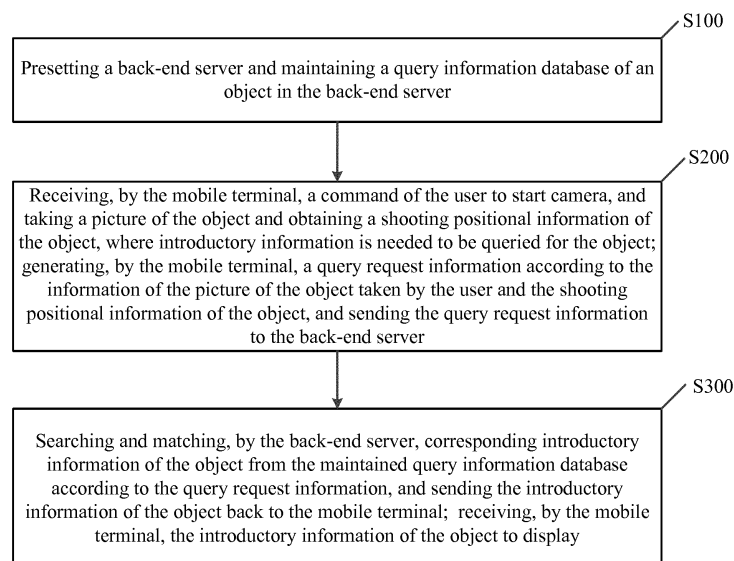 S100
Presetting a back-end server and maintaining a query information database of an
object in the back-end server
S200
Receiving, by the mobile terminal, a command of the user to start camera, and
taking a picture of the object and obtaining a shooting positional information of
the object, where introductory information is needed to be queried for the object;
generating, by the mobile terminal, a query request information according to the
information of the picture of the object taken by the user and the shooting
positional information of the object, and sending the query request information
to the back-end server
S300
Searching and matching, by the back-end server, corresponding introductory
information of the object from the maintained query information database
according to the query request information, and sending the introductory
information of the object back to the mobile terminal; receiving, by the mobile
terminal, the introductory information of the object to display